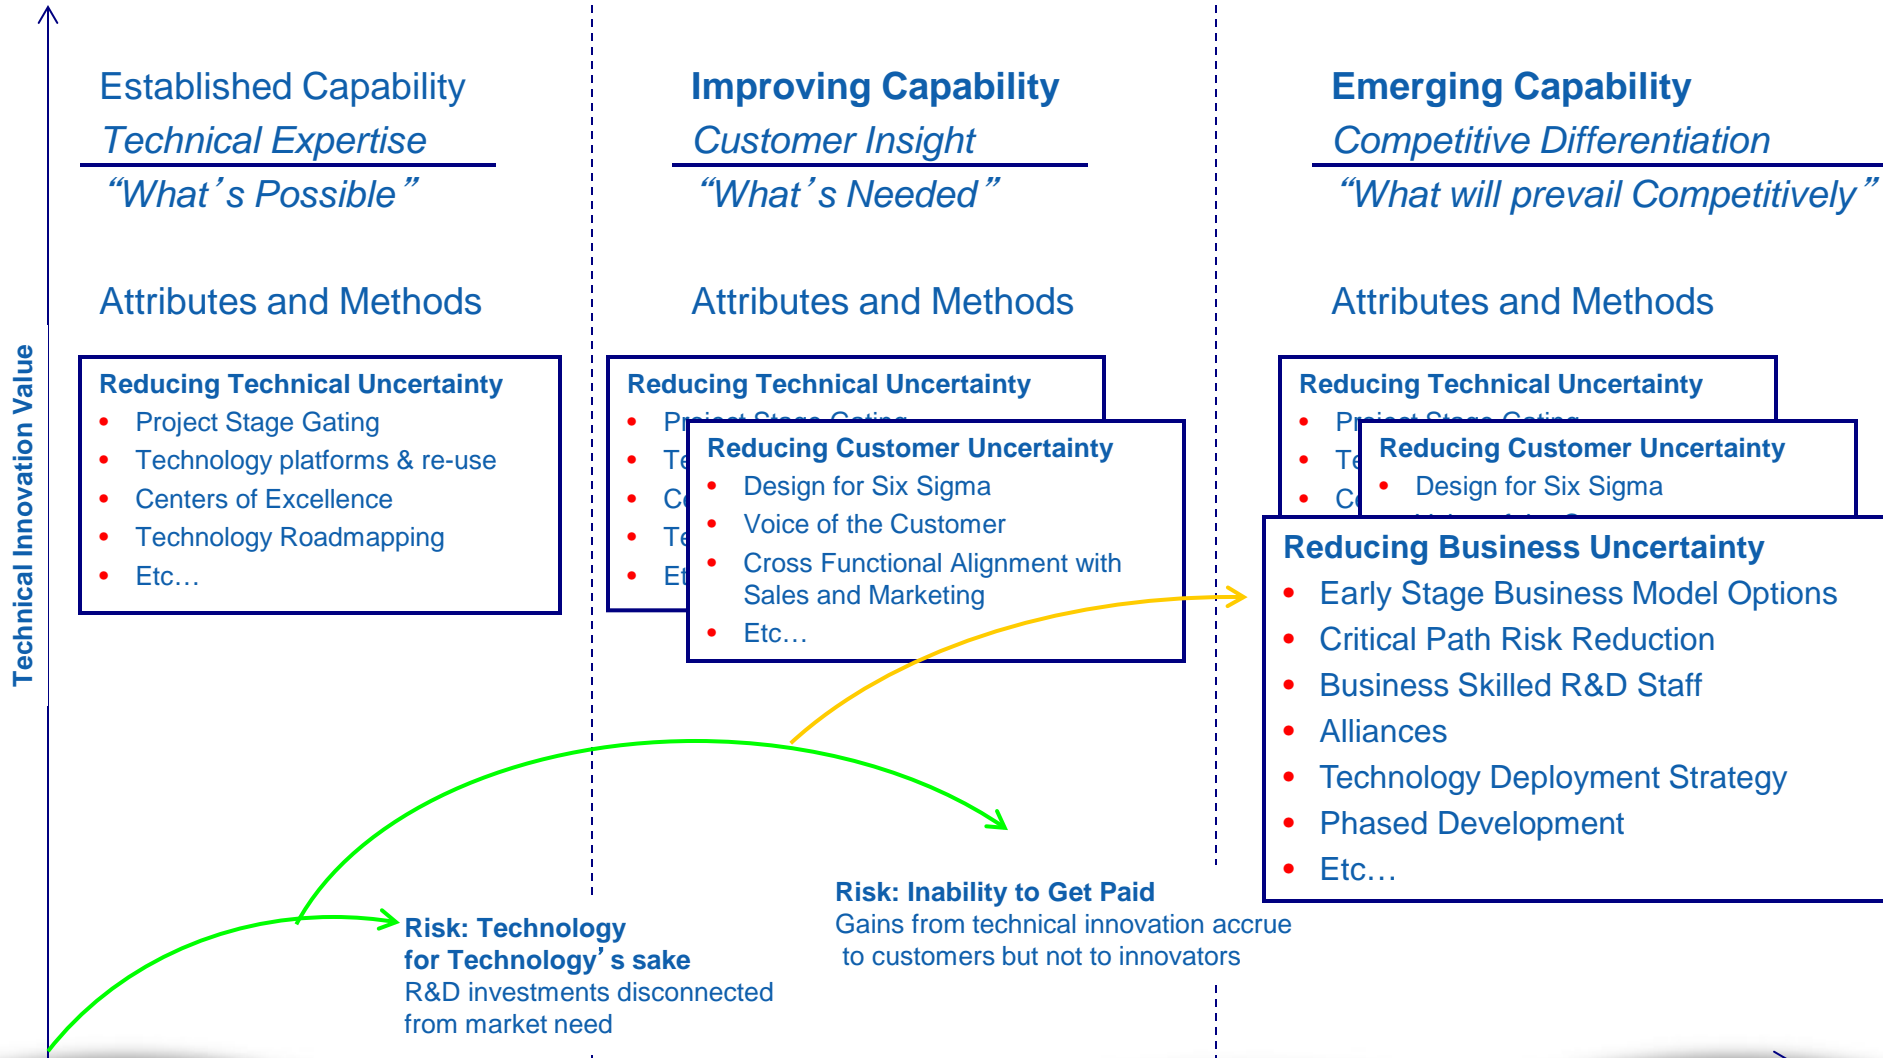 Technical Innovation Value
Established Capability
Technical Expertise
“What’s Possible”
Attributes and Methods
Reducing Technical Uncertainty
• Project Stage Gating
• Technology platforms & re-use
• Centers of Excellence
• Technology Roadmapping
• Etc…
Improving Capability
Customer Insight
“What’s Needed”
Attributes and Methods
Reducing Technical Uncertainty
• Project Stage Gating
Reducing Customer Uncertainty
• Design for Six Sigma
• Voice of the Customer
• Cross Functional Alignment with
Sales and Marketing
• Etc…
Emerging Capability
Competitive Differentiation
“What will prevail Competitively”
Attributes and Methods
Reducing Technical Uncertainty
• Project Stage Gating
Reducing Customer Uncertainty
• Design for Six Sigma
Reducing Business Uncertainty
• Early Stage Business Model Options
• Critical Path Risk Reduction
• Business Skilled R&D Staff
• Alliances
• Technology Deployment Strategy
• Phased Development
• Etc…
Risk: Technology
for Technology’s sake
R&D investments disconnected
from market need
Risk: Inability to Get Paid
Gains from technical innovation accrue
to customers but not to innovators